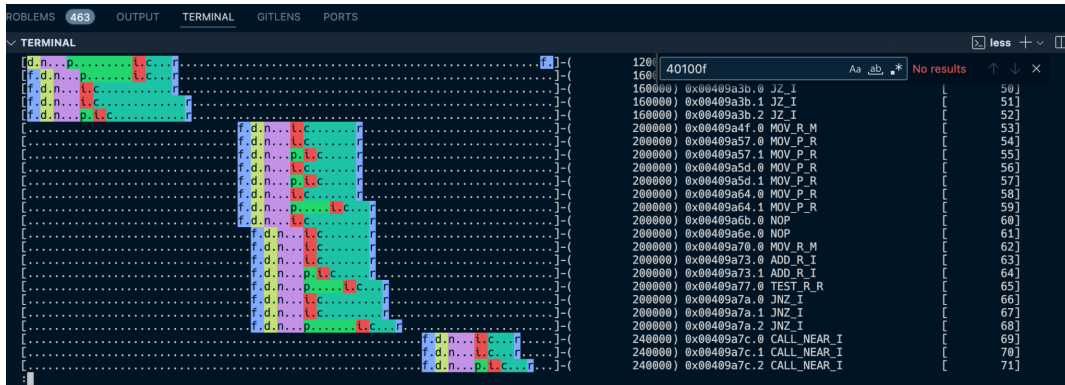 ROBLEMS 463 OUTPUT TERMINAL GITLENS PORTS
TERMINAL less
40100f Aa ab .* No results
[d.n...p.........i.c...r.......................................................f.]-( 120
[f.d.n...p.......i.c...r.........................................................]-( 160
[f.d.n...i.c...........r.........................................................]-( 160000) 0x00409a3b.0 JZ_I [ 50]
[f.d.n...i.c.............r.......................................................]-( 160000) 0x00409a3b.1 JZ_I [ 51]
[f.d.n...p.i.c...........r.......................................................]-( 160000) 0x00409a3b.2 JZ_I [ 52]
[................................f.d.n...i.c.......r.............................]-( 200000) 0x00409a4f.0 MOV_R_M [ 53]
[................................f.d.n...i.c.......r.............................]-( 200000) 0x00409a57.0 MOV_P_R [ 54]
[................................f.d.n...p.i.c.....r.............................]-( 200000) 0x00409a57.1 MOV_P_R [ 55]
[................................f.d.n...i.c.......r.............................]-( 200000) 0x00409a5d.0 MOV_P_R [ 56]
[................................f.d.n...p.i.c.....r.............................]-( 200000) 0x00409a5d.1 MOV_P_R [ 57]
[................................f.d.n...i.c.......r.............................]-( 200000) 0x00409a64.0 MOV_P_R [ 58]
[................................f.d.n...p.....i.c...r...........................]-( 200000) 0x00409a64.1 MOV_P_R [ 59]
[................................f.d.n...i.c.........r...........................]-( 200000) 0x00409a6b.0 NOP [ 60]
[..................................f.d.n...i.c.......r...........................]-( 200000) 0x00409a6e.0 NOP [ 61]
[..................................f.d.n...i.c.......r...........................]-( 200000) 0x00409a70.0 MOV_R_M [ 62]
[..................................f.d.n...i.c.......r...........................]-( 200000) 0x00409a73.0 ADD_R_I [ 63]
[..................................f.d.n...p.i.c.....r...........................]-( 200000) 0x00409a73.1 ADD_R_I [ 64]
[..................................f.d.n...p.....i.c...r.........................]-( 200000) 0x00409a77.0 TEST_R_R [ 65]
[..................................f.d.n...i.c.........r.........................]-( 200000) 0x00409a7a.0 JNZ_I [ 66]
[..................................f.d.n...i.c.........r.........................]-( 200000) 0x00409a7a.1 JNZ_I [ 67]
[..................................f.d.n...p.......i.c...r.......................]-( 200000) 0x00409a7a.2 JNZ_I [ 68]
[............................................................f.d.n...i.c...r.....]-( 240000) 0x00409a7c.0 CALL_NEAR_I [ 69]
[............................................................f.d.n...i.c...r.....]-( 240000) 0x00409a7c.1 CALL_NEAR_I [ 70]
[............................................................f.d.n...p.i.c...r...]-( 240000) 0x00409a7c.2 CALL_NEAR_I [ 71]
: